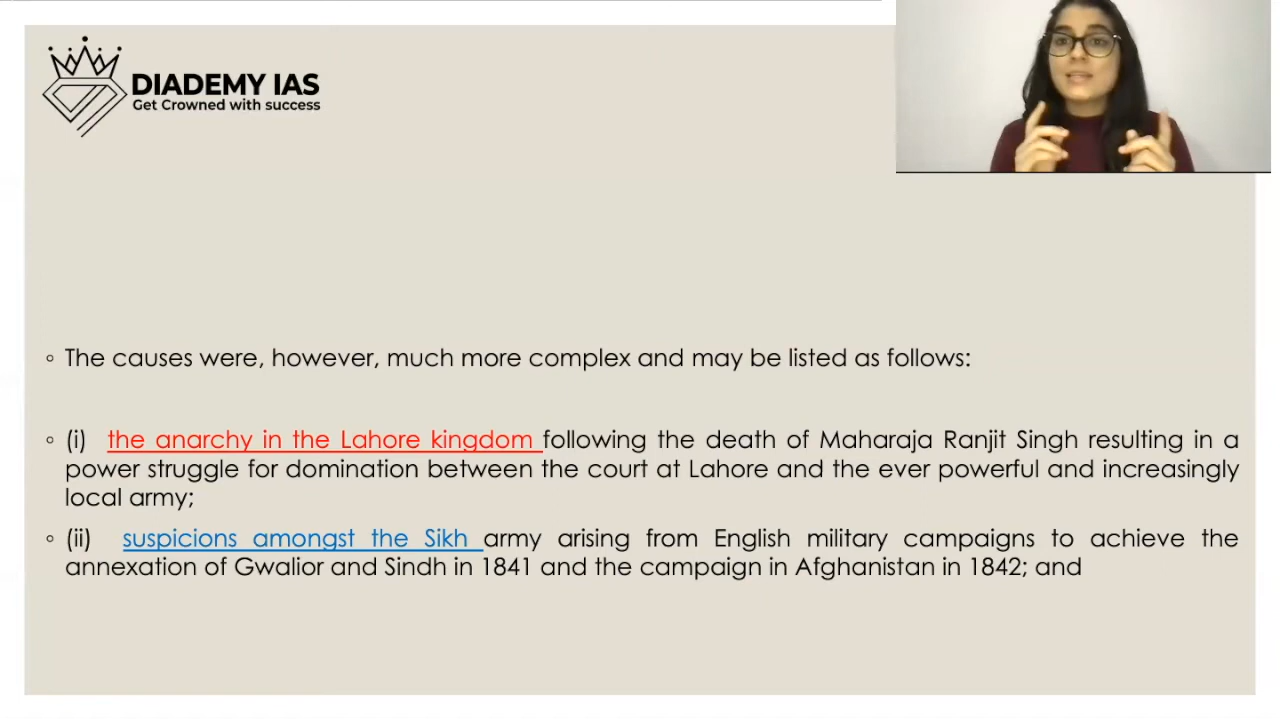 DIADEMY IAS
Get Crowned with success
◦ The causes were, however, much more complex and may be listed as follows:
◦ (i) the anarchy in the Lahore kingdom following the death of Maharaja Ranjit Singh resulting in a
power struggle for domination between the court at Lahore and the ever powerful and increasingly
local army;
◦ (ii) suspicions amongst the Sikh army arising from English military campaigns to achieve the
annexation of Gwalior and Sindh in 1841 and the campaign in Afghanistan in 1842; and